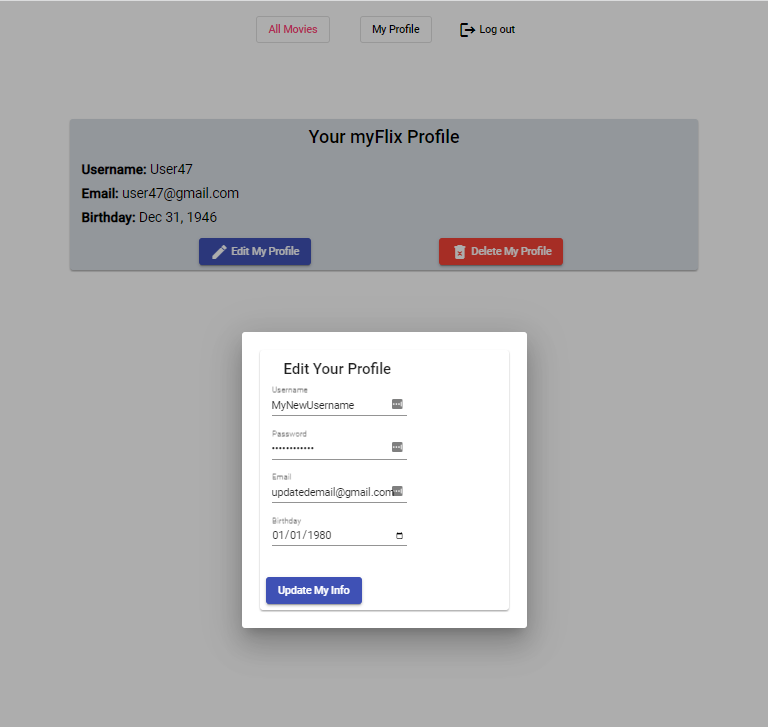 All Movies My Profile Log out
Your myFlix Profile
Username: User47
Email: user47@gmail.com
Birthday: Dec 31, 1946
Edit My Profile Delete My Profile
Edit Your Profile
Username
MyNewUsername
Password
••••••••••••
Email
updatedemail@gmail.com
Birthday
01/01/1980
Update My Info